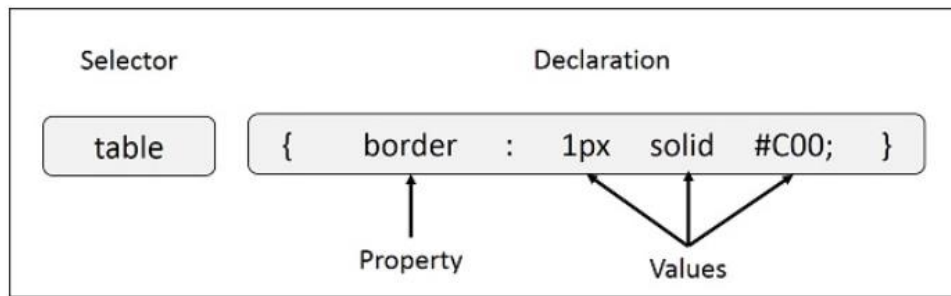 Selector Declaration
table { border : 1px solid #C00; }
Property Values